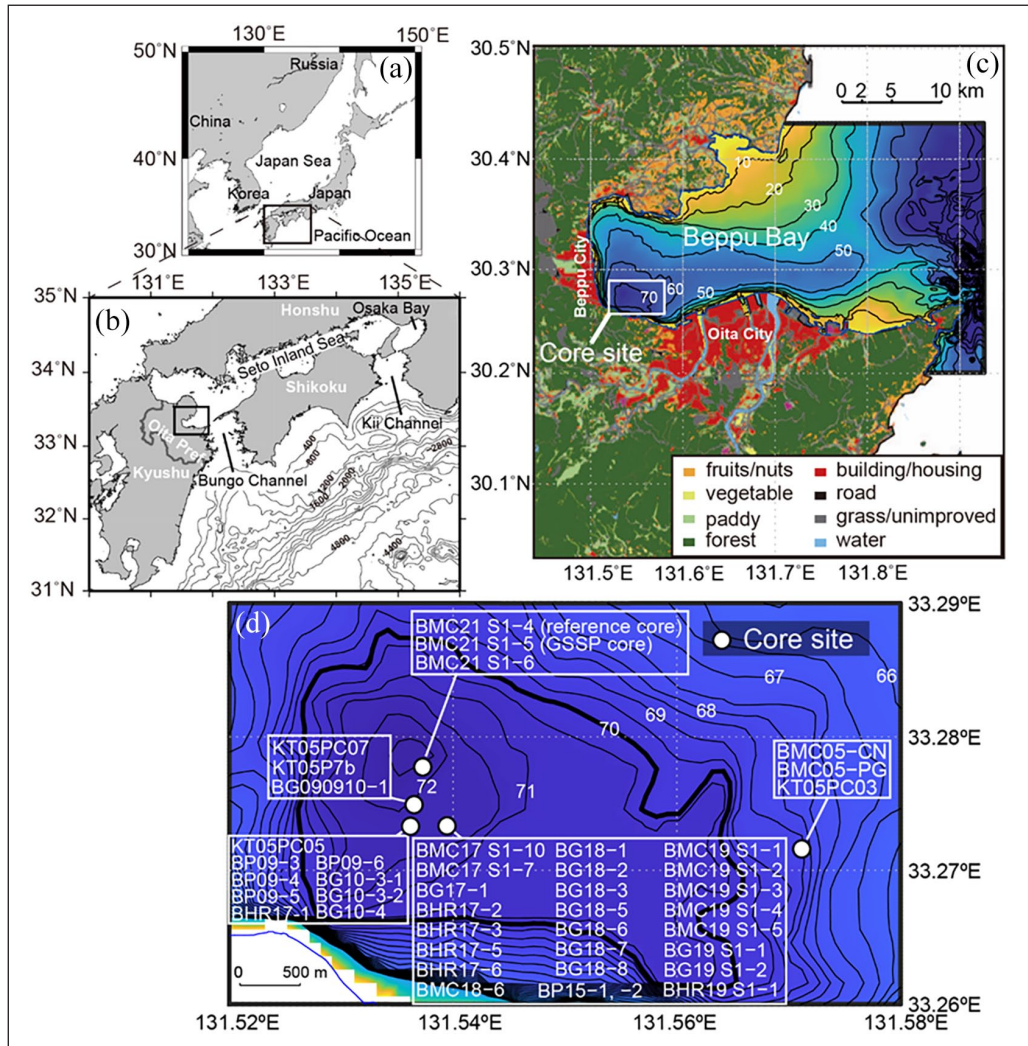 130°E
150°E
50°N
40°N
30°N
(a)
Russia
China
Japan Sea
Korea
Japan
Pacific Ocean
131°E
133°E
135°E
35°N
34°N
33°N
32°N
31°N
(b)
Honshu
Osaka Bay
Seto Inland Sea
Shikoku
Kii Channel
Oita Pref
Kyushu
Bungo Channel
400
800
1200
1600
2000
2800
4800
4400
30.5°N
30.4°N
30.3°N
30.2°N
30.1°N
(c)
0 2 5 10 km
10
20
30
40
50
Beppu Bay
Beppu City
60
70
50
Oita City
Core site
fruits/nuts
vegetable
paddy
forest
building/housing
road
grass/unimproved
water
131.5°E
131.6°E
131.7°E
131.8°E
(d)
BMC21 S1-4 (reference core)
BMC21 S1-5 (GSSP core)
BMC21 S1-6
Core site
67
66
69
68
70
71
72
KT05PC07
KT05P7b
BG090910-1
BMC05-CN
BMC05-PG
KT05PC03
KT05PC05
BP09-3 BP09-6
BP09-4 BG10-3-1
BP09-5 BG10-3-2
BHR17-1 BG10-4
BMC17 S1-10 BG18-1 BMC19 S1-1
BMC17 S1-7 BG18-2 BMC19 S1-2
BG17-1 BG18-3 BMC19 S1-3
BHR17-2 BG18-5 BMC19 S1-4
BHR17-3 BG18-6 BMC19 S1-5
BHR17-5 BG18-7 BG19 S1-1
BHR17-6 BG18-8 BG19 S1-2
BMC18-6 BP15-1, -2 BHR19 S1-1
0 500 m
33.29°N
33.28°N
33.27°N
33.26°N
131.52°E
131.54°E
131.56°E
131.58°E